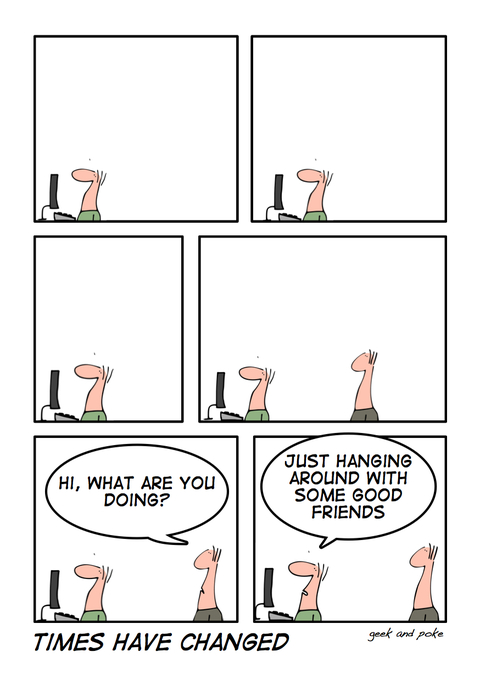 HI, WHAT ARE YOU
DOING?
JUST HANGING
AROUND WITH
SOME GOOD
FRIENDS
TIMES HAVE CHANGED
geek and poke